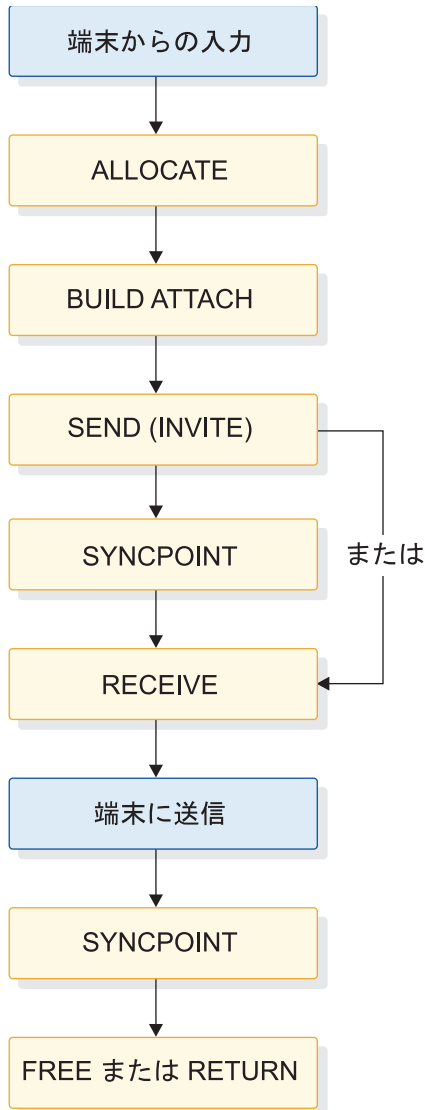 端末からの入力
ALLOCATE
BUILD ATTACH
SEND (INVITE)
SYNCPOINT
または
RECEIVE
端末に送信
SYNCPOINT
FREE または RETURN